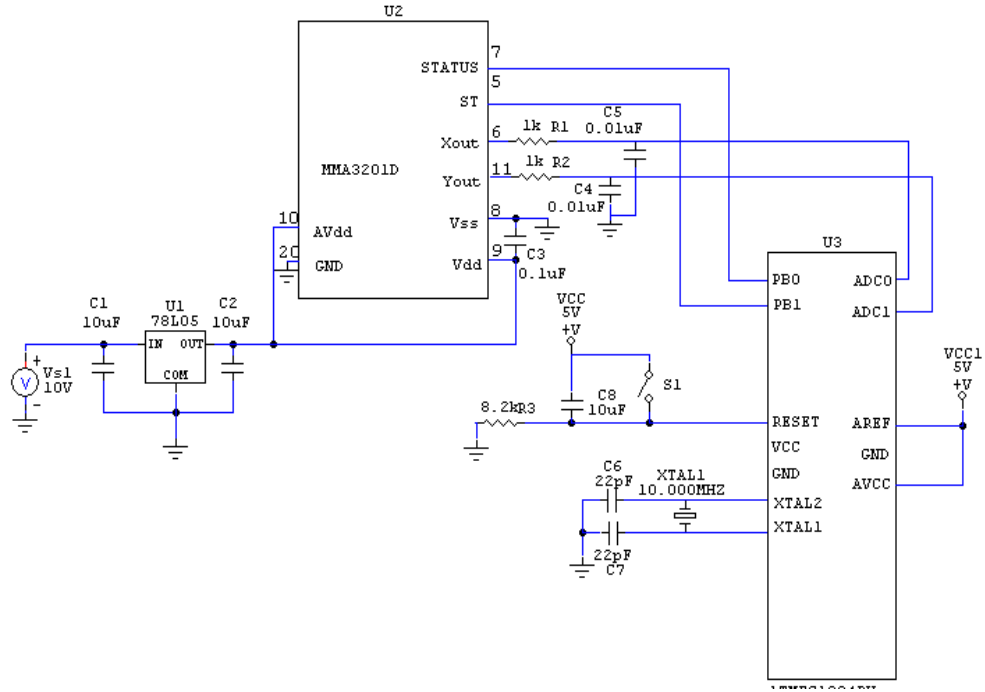 U2
7
STATUS
5
ST
C5
0.01uF
6
1k R1
Xout
1k R2
MMA3201D
11
Yout
C4
0.01uF
10
8
Vss
AVdd
20
GND
9
Vdd
C3
0.1uF
U3
PB0
ADC0
PB1
ADC1
C1
10uF
U1
78L05
C2
10uF
IN OUT
COM
+
Vs1
10V
-
V
VCC
5V
+V
S1
C8
10uF
8.2k R3
VCC1
5V
+V
RESET
AREF
VCC
GND
GND
AVCC
C6
22pF
XTAL1
10.000MHZ
XTAL2
XTAL1
22pF
C7